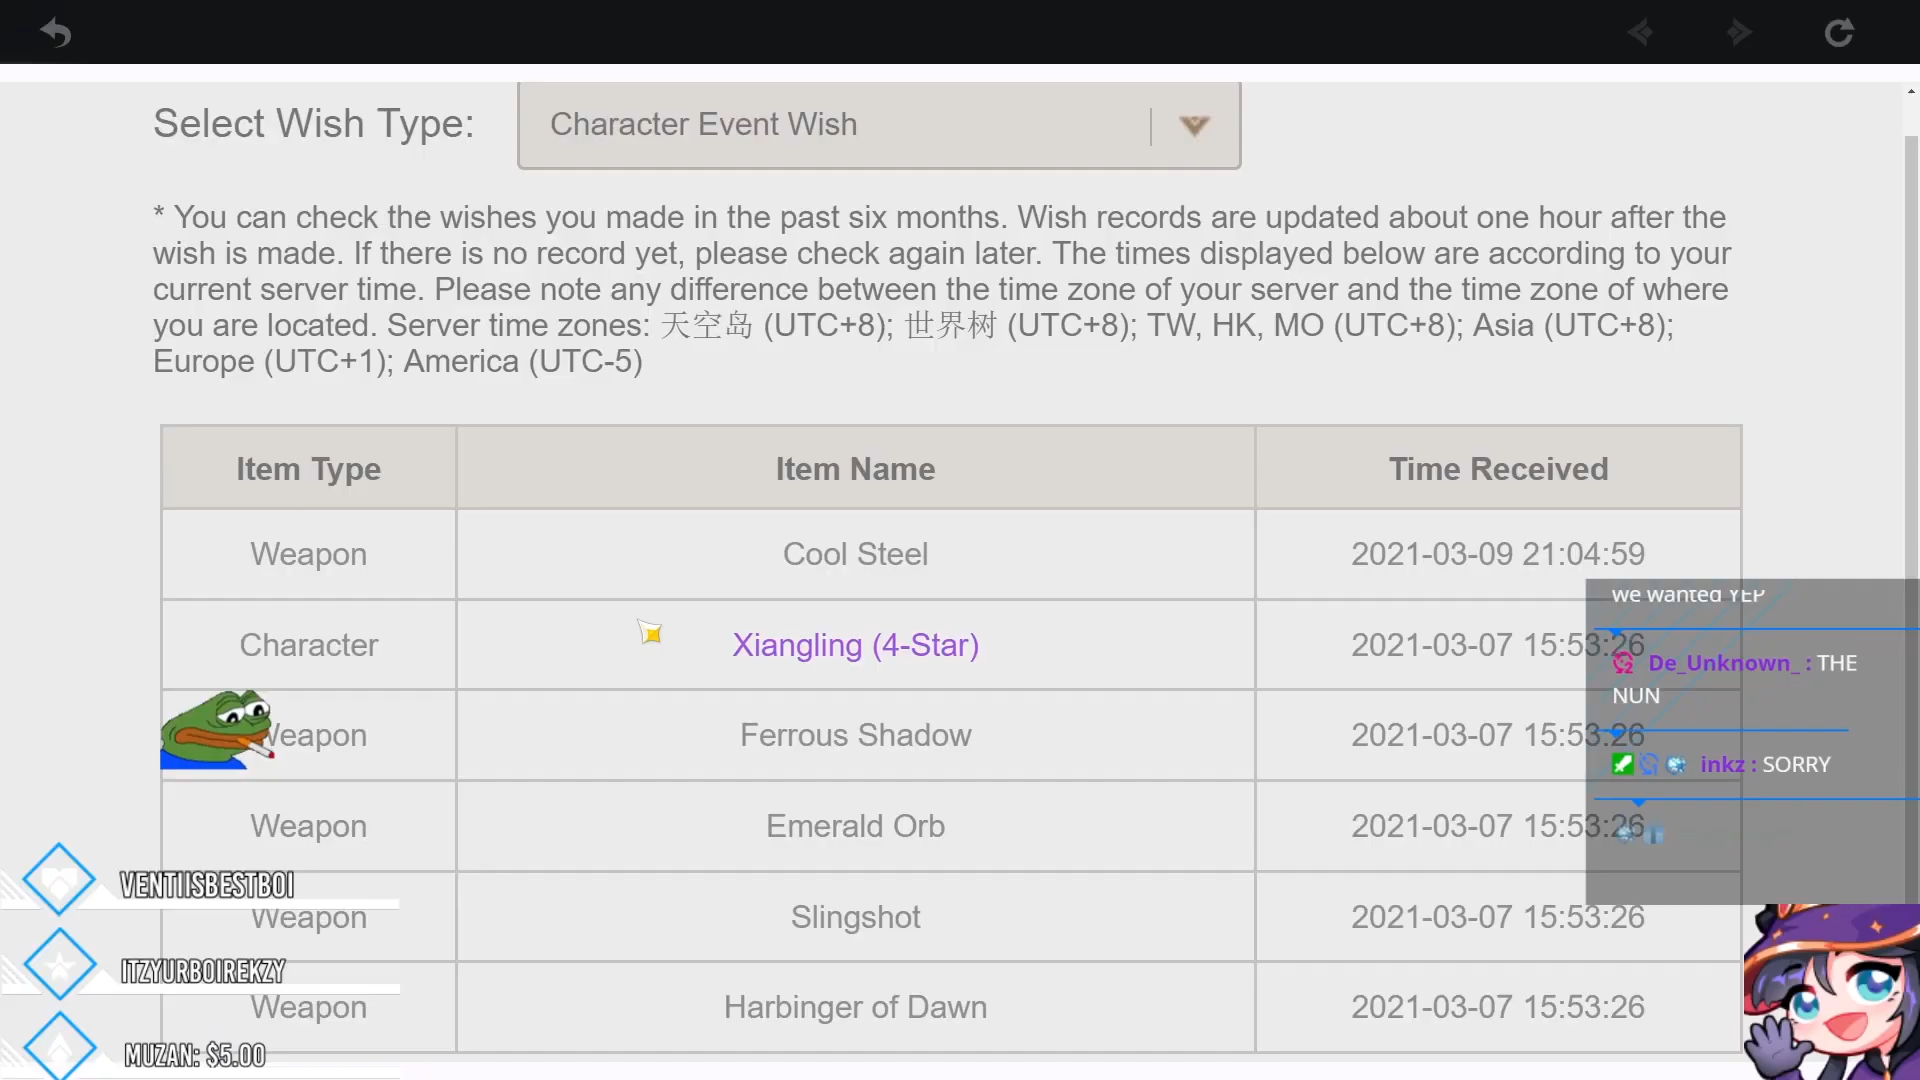 Select Wish Type:
Character Event Wish
* You can check the wishes you made in the past six months. Wish records are updated about one hour after the
wish is made. If there is no record yet, please check again later. The times displayed below are according to your
current server time. Please note any difference between the time zone of your server and the time zone of where
you are located. Server time zones: 天空岛 (UTC+8); 世界树 (UTC+8); TW, HK, MO (UTC+8); Asia (UTC+8);
Europe (UTC+1); America (UTC-5)
Item Type Item Name Time Received
Weapon Cool Steel 2021-03-09 21:04:59
Character Xiangling (4-Star) 2021-03-07 15:53:26
Weapon Ferrous Shadow 2021-03-07 15:53:26
Weapon Emerald Orb 2021-03-07 15:53:26
Weapon Slingshot 2021-03-07 15:53:26
Weapon Harbinger of Dawn 2021-03-07 15:53:26
we wanted YEP
De_Unknown_ : THE
NUN
inkz : SORRY
VENTIISBESTBOI
ITZYURBOIREKZY
MUZAN: $5.00